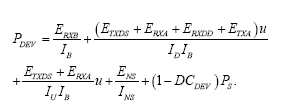 P_{DEV} = \frac{E_{RXB}}{I_B} + \frac{(E_{TXDS} + E_{RXA} + E_{RXDD} + E_{TXA})u}{I_D I_B}
+ \frac{E_{TXDS} + E_{RXA}}{I_U I_B} u + \frac{E_{NS}}{I_{NS}} + (1 - DC_{DEV}) P_S.